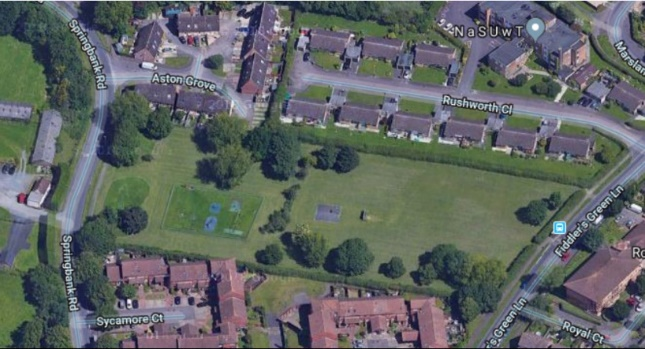 Springbank Rd
Aston Grove
NaSUwT
Marslan
Rushworth Cl
Fiddler's Green Ln
Springbank Rd
Sycamore Ct
r's Green Ln
Ro
Royal Ct